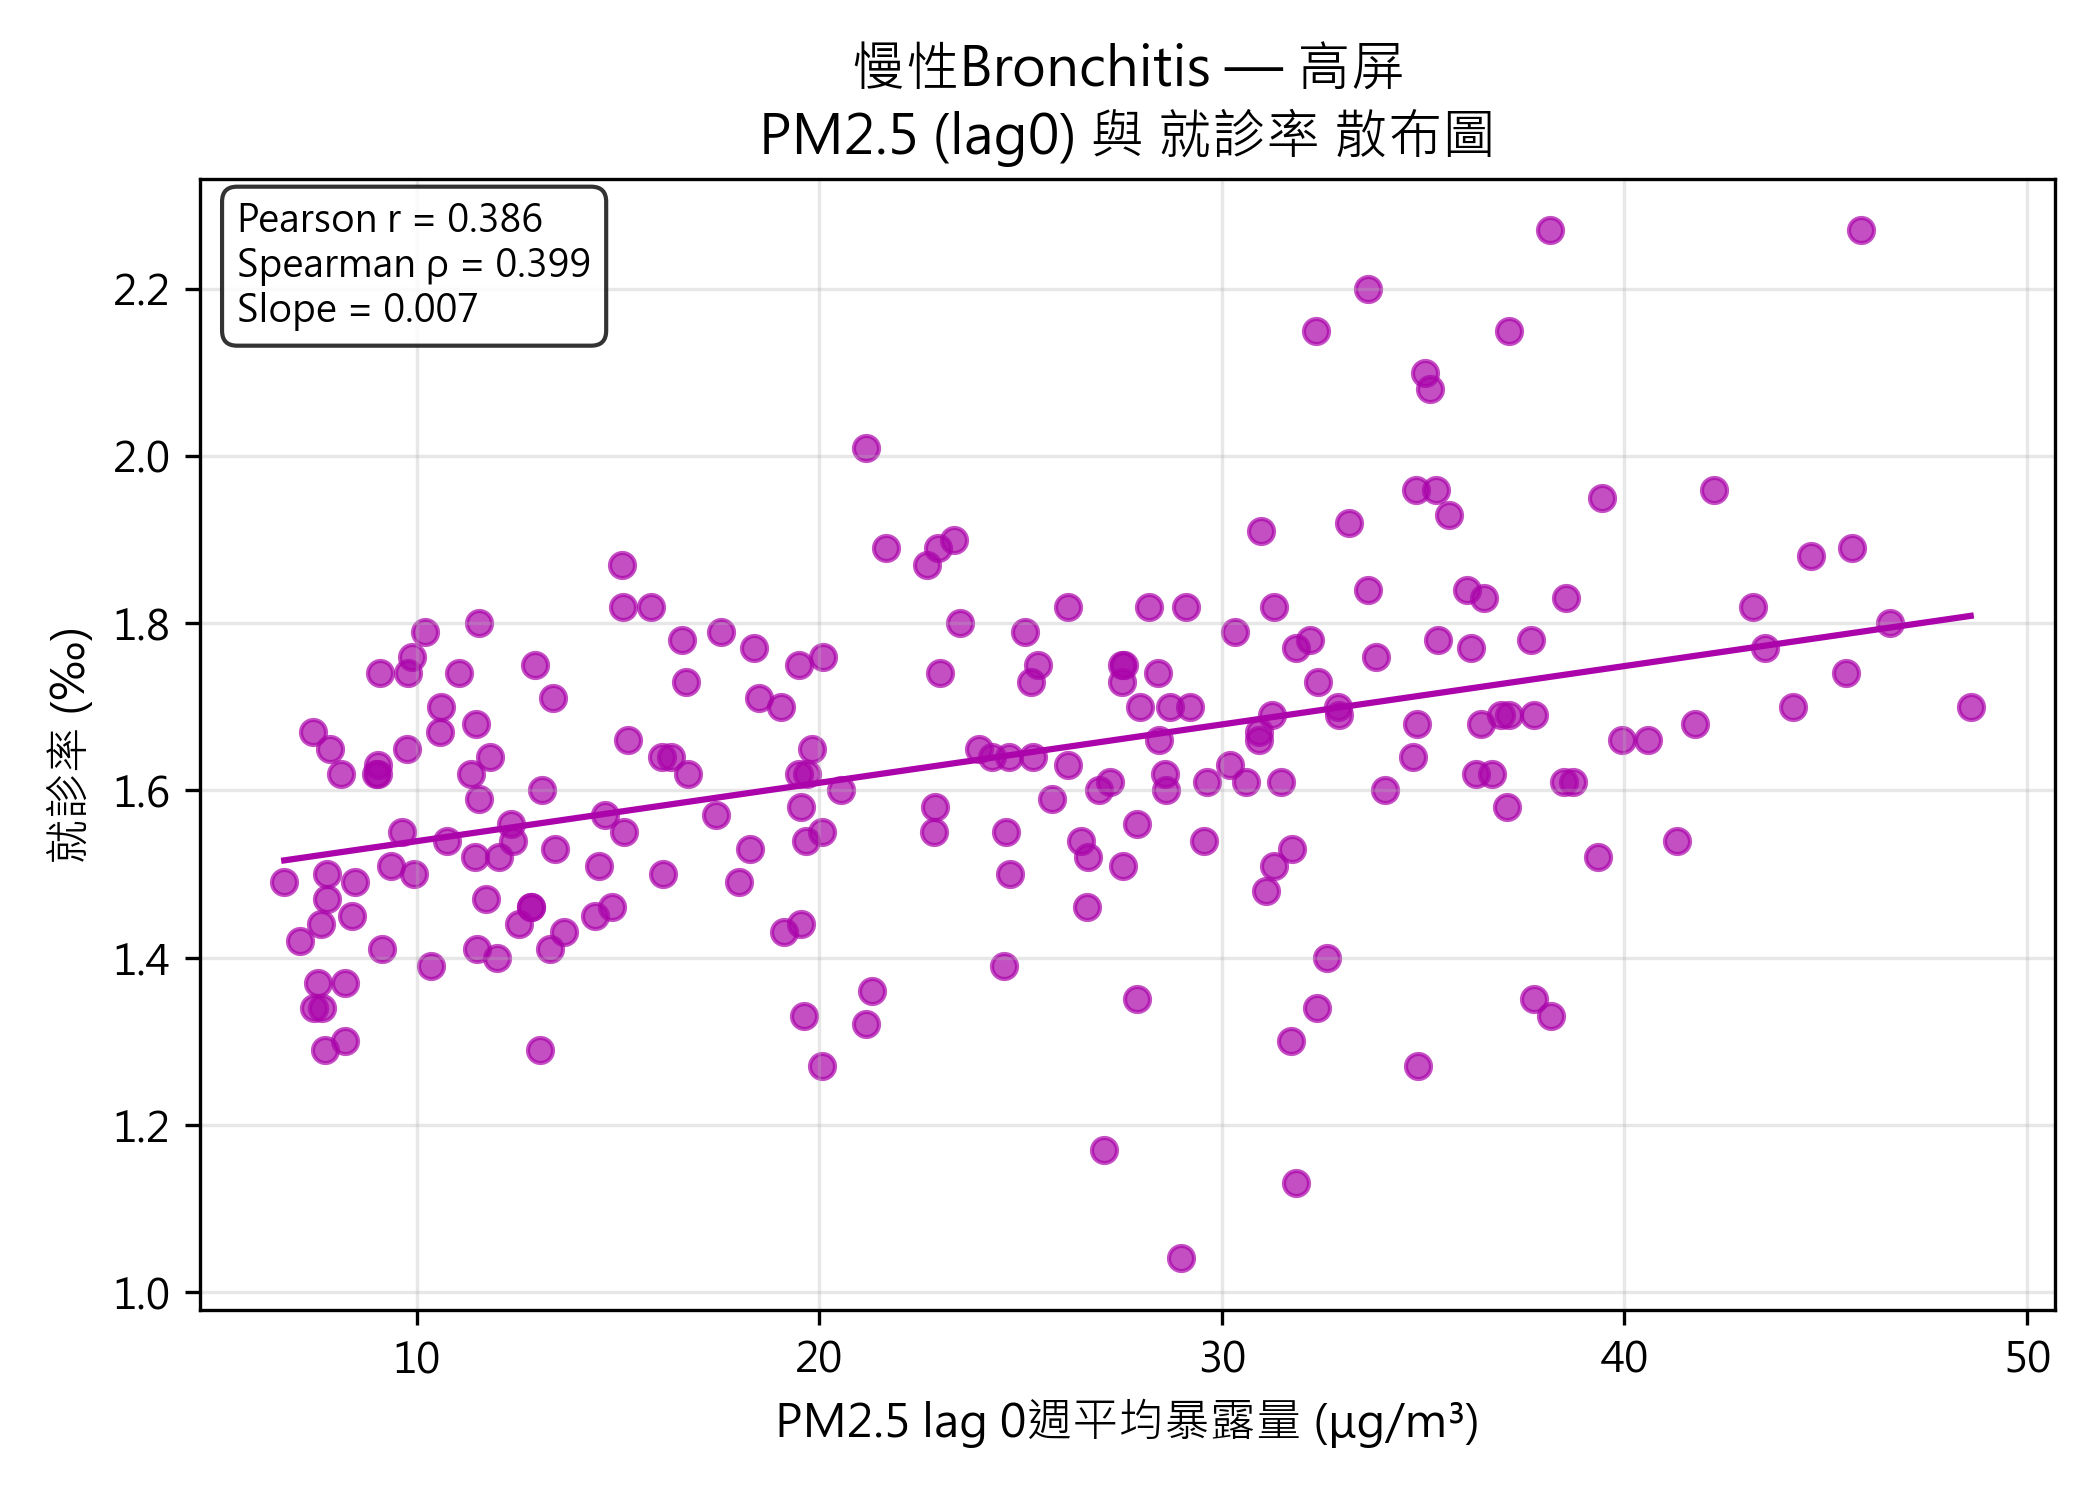 慢性Bronchitis — 高屏
PM2.5 (lag0) 與 就診率 散布圖
Pearson r = 0.386
Spearman ρ = 0.399
Slope = 0.007
就診率 (‰)
2.2
2.0
1.8
1.6
1.4
1.2
1.0
10 20 30 40 50
PM2.5 lag 0週平均暴露量 (μg/m³)